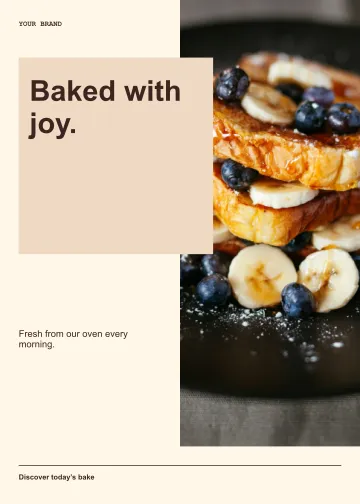 YOUR BRAND
Baked with
joy.
Fresh from our oven every
morning.
Discover today's bake